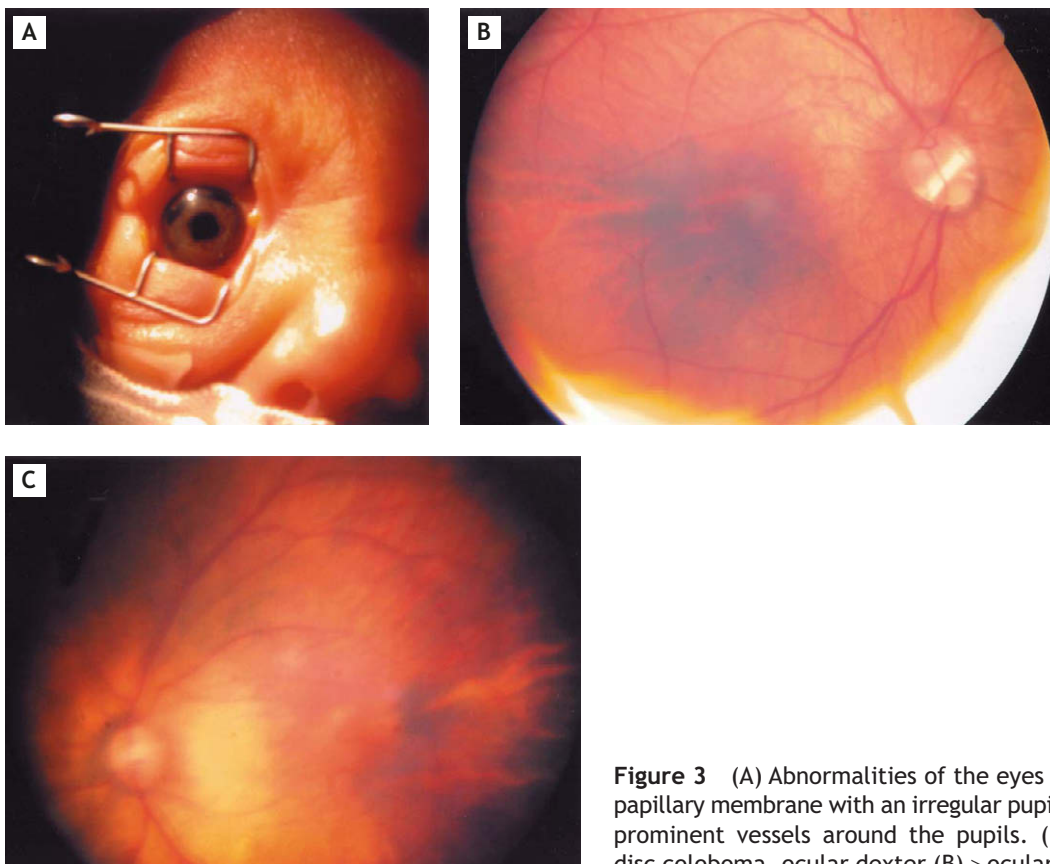 A
B
C
Figure 3 (A) Abnormalities of the eyes
papillary membrane with an irregular pupi
prominent vessels around the pupils. (
disc coloboma, ocular dexter (B) > ocular